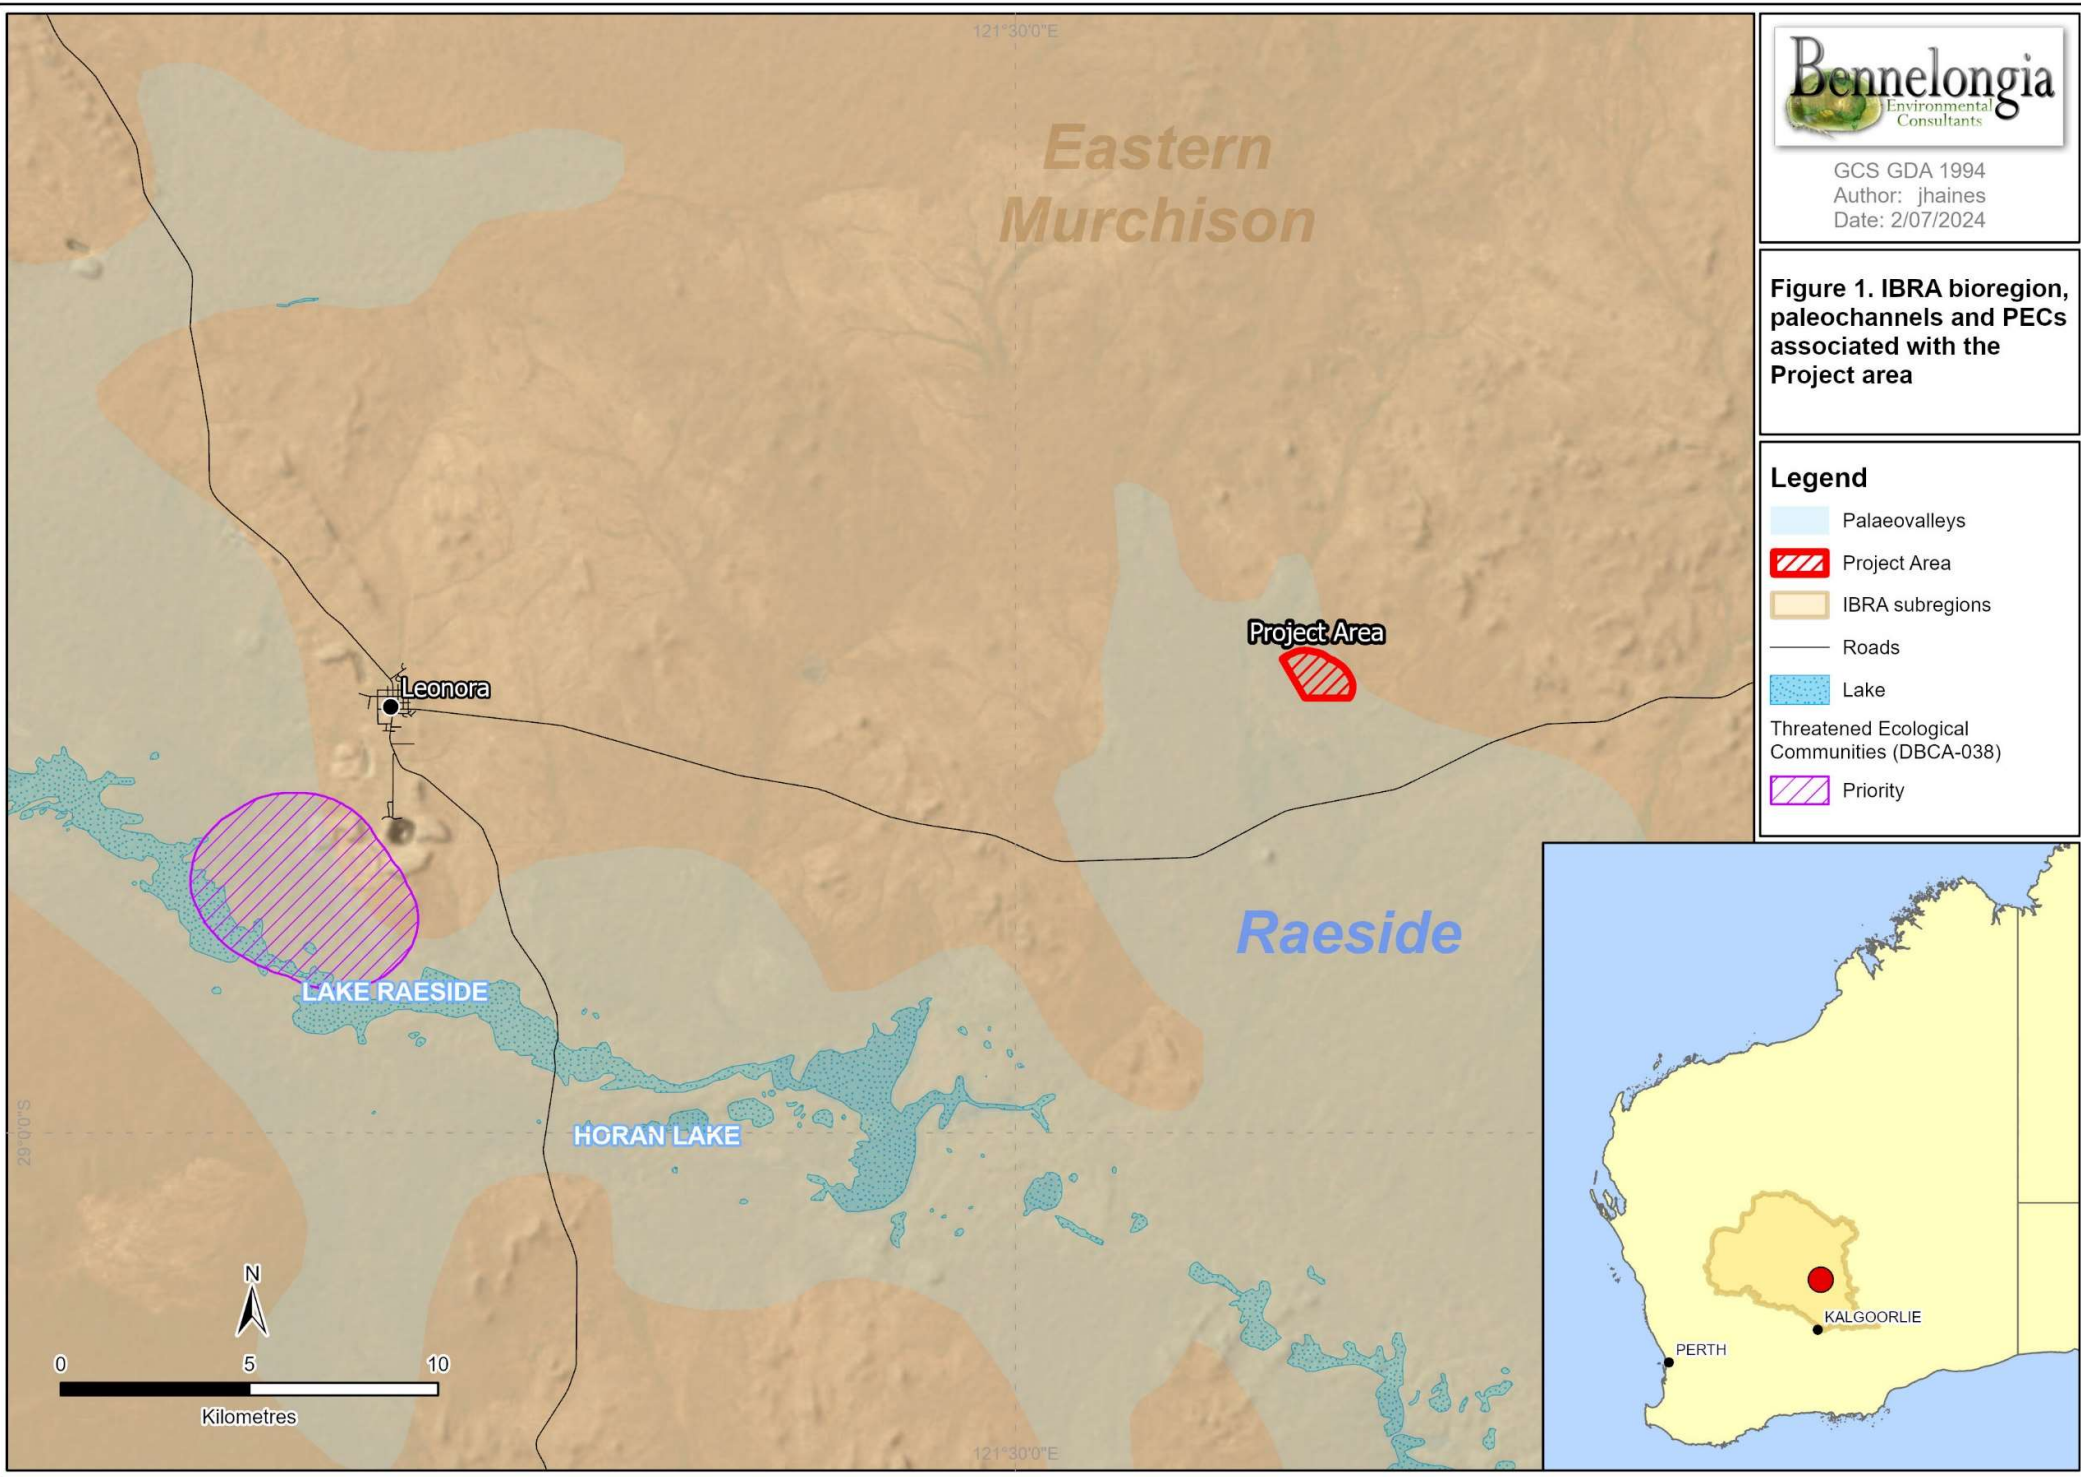 121°30'0"E
Eastern
Murchison
Project Area
Leonora
Raeside
LAKE RAESIDE
HORAN LAKE
29°0'0"S
N
0 5 10
Kilometres
121°30'0"E
Bennelongia
Environmental
Consultants
GCS GDA 1994
Author: jhaines
Date: 2/07/2024
Figure 1. IBRA bioregion,
paleochannels and PECs
associated with the
Project area
Legend
Palaeovalleys
Project Area
IBRA subregions
Roads
Lake
Threatened Ecological
Communities (DBCA-038)
Priority
KALGOORLIE
PERTH